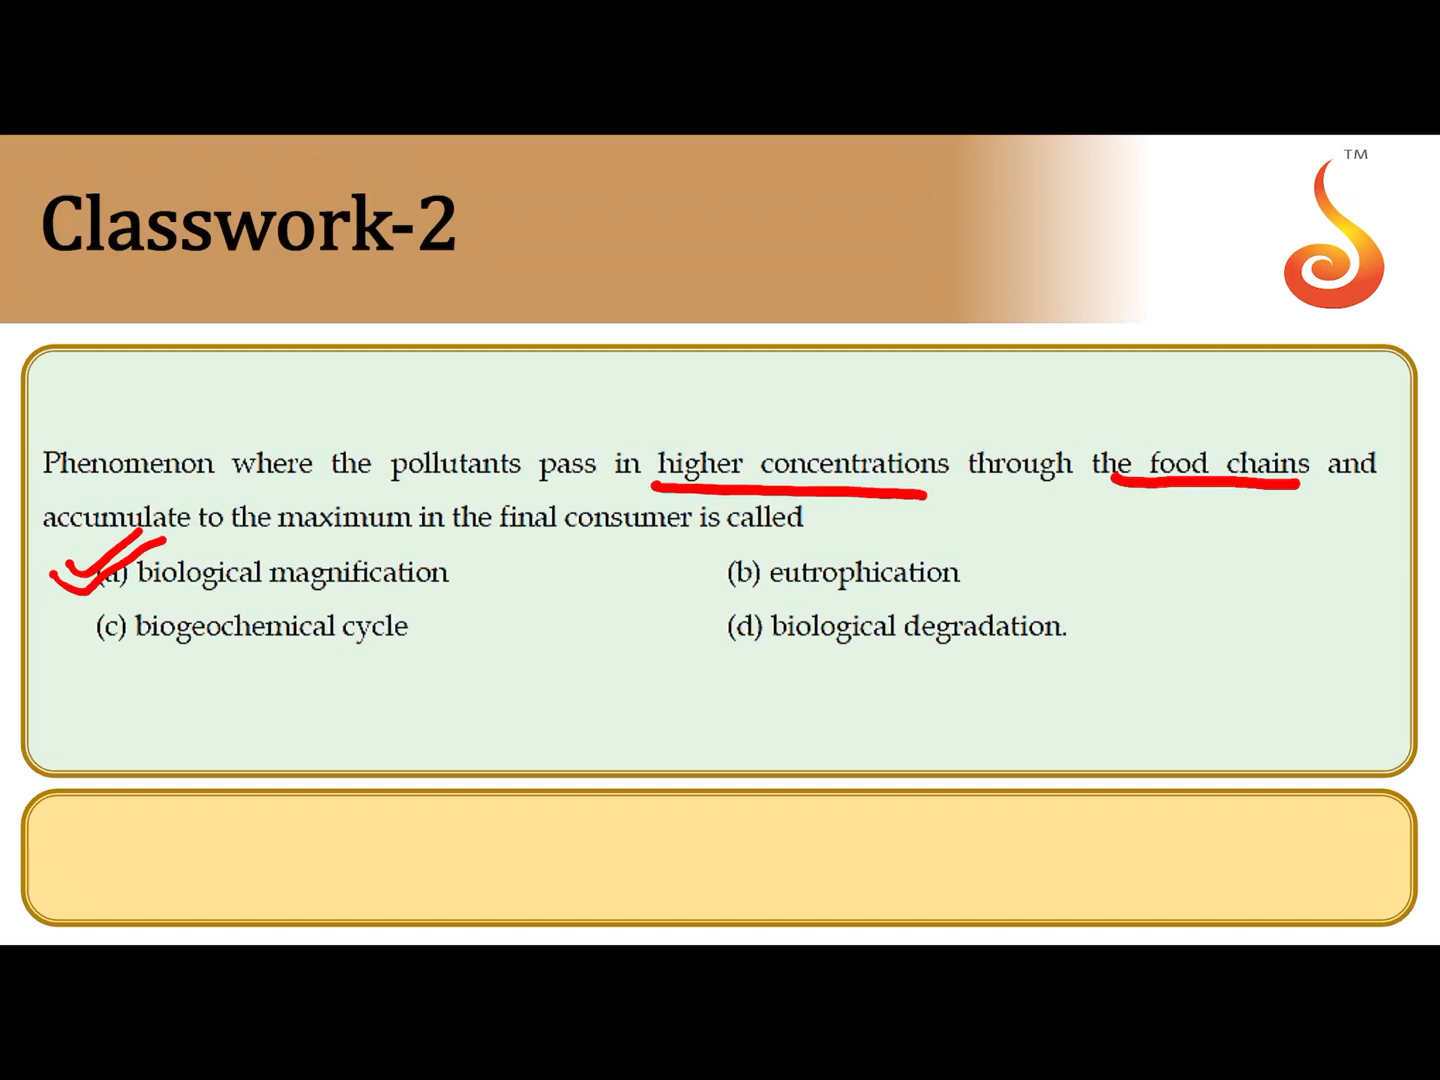 TM
Classwork-2
Phenomenon where the pollutants pass in higher concentrations through the food chains and
accumulate to the maximum in the final consumer is called
(a) biological magnification (b) eutrophication
(c) biogeochemical cycle (d) biological degradation.